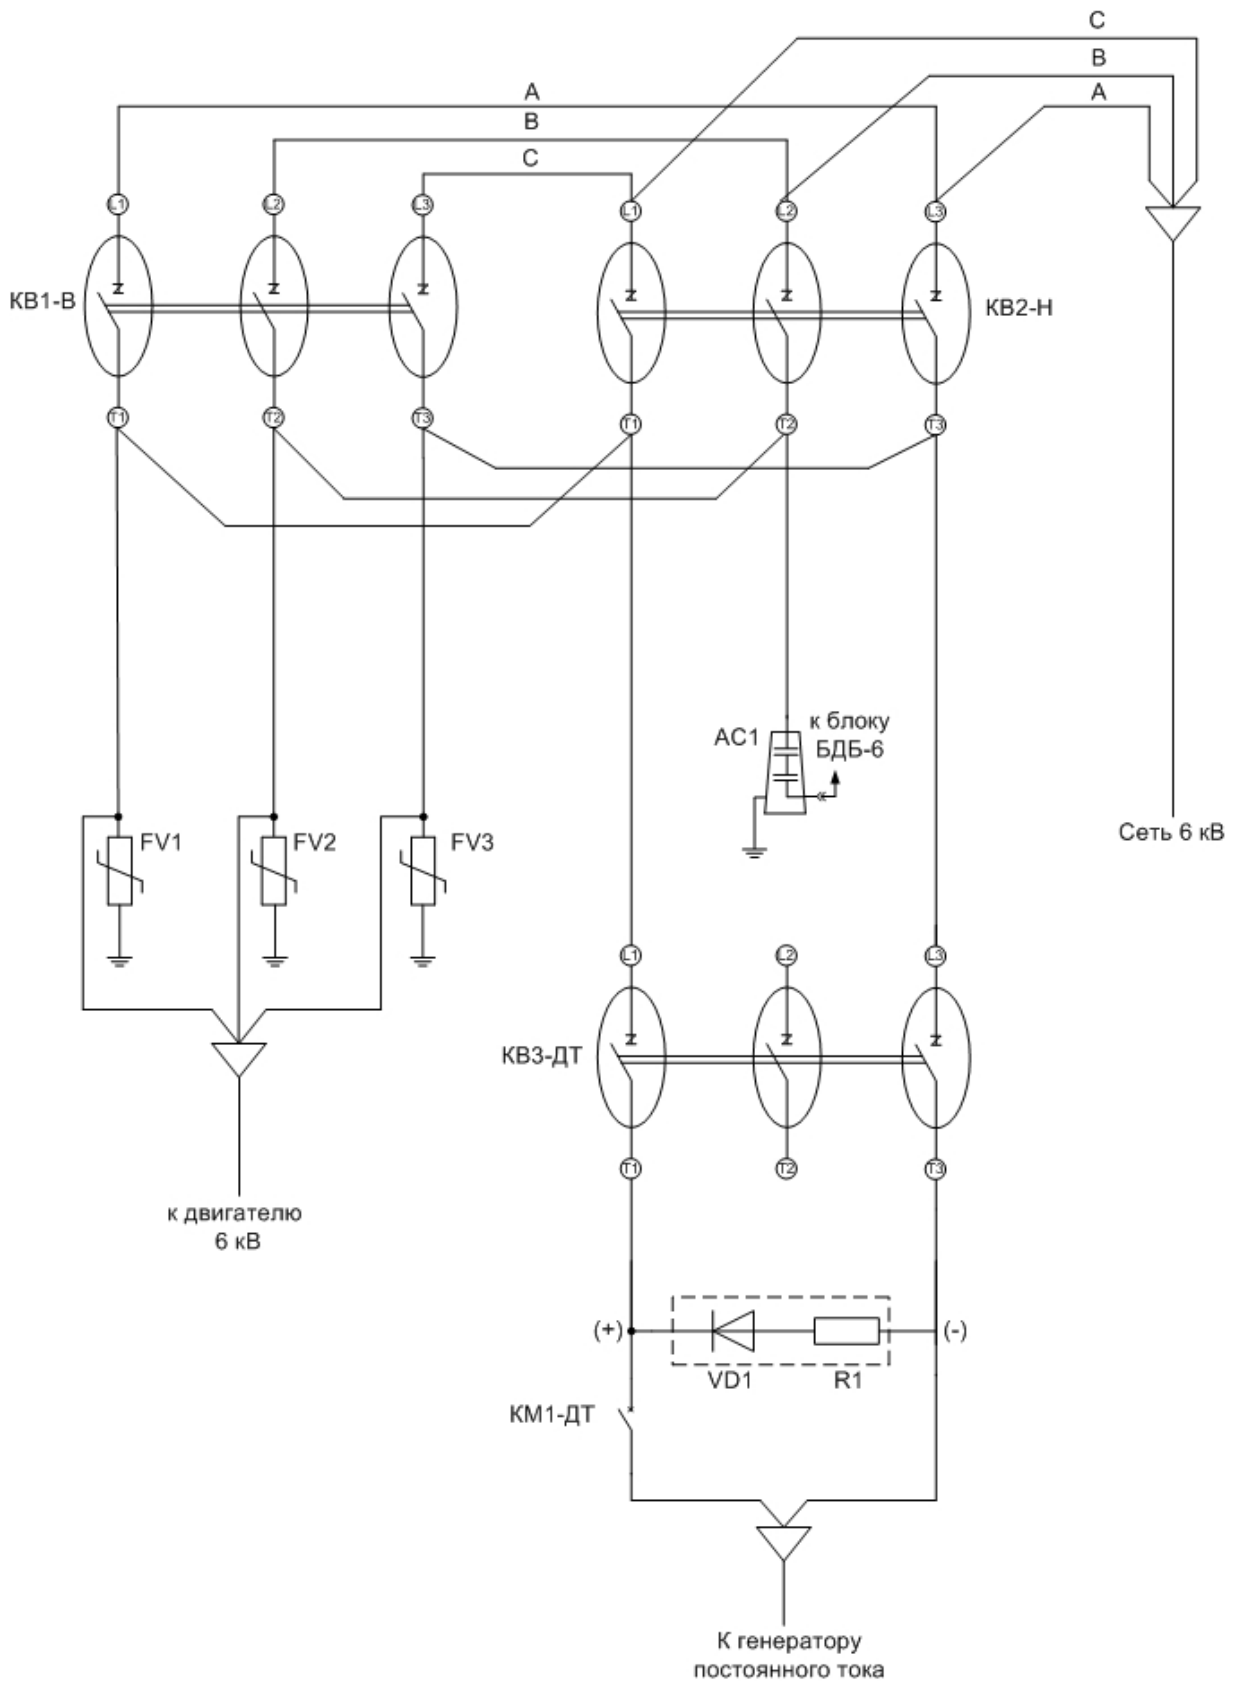 C
B
A
A
B
C
L1
L2
L3
L1
L2
L3
КВ1-В
КВ2-Н
T1
T2
T3
T1
T2
T3
АС1
к блоку
БДБ-6
FV1
FV2
FV3
Сеть 6 кВ
L1
L2
L3
КВ3-ДТ
T1
T2
T3
к двигателю
6 кВ
(+)
(-)
VD1
R1
КМ1-ДТ
К генератору
постоянного тока